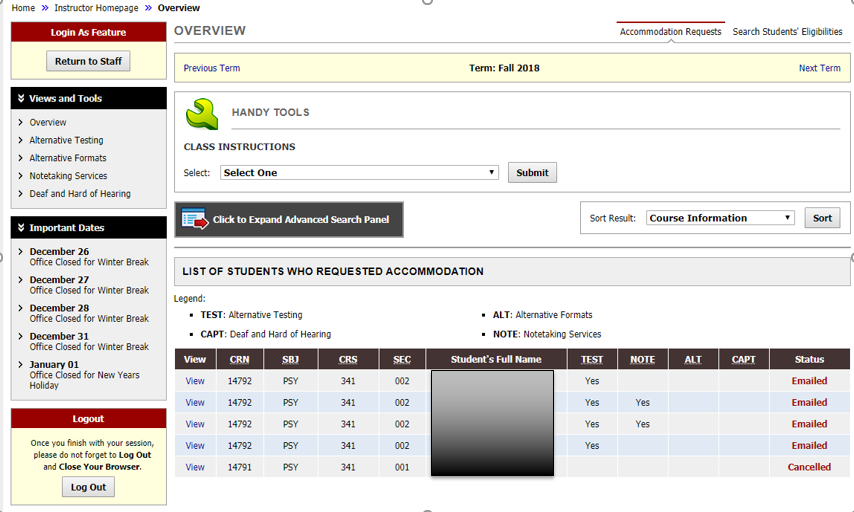 Home » Instructor Homepage » Overview
Login As Feature
Return to Staff
Views and Tools
Overview
Alternative Testing
Alternative Formats
Notetaking Services
Deaf and Hard of Hearing
Important Dates
December 26
Office Closed for Winter Break
December 27
Office Closed for Winter Break
December 28
Office Closed for Winter Break
December 31
Office Closed for Winter Break
January 01
Office Closed for New Years
Holiday
Logout
Once you finish with your session,
please do not forget to Log Out
and Close Your Browser.
Log Out
OVERVIEW
Accommodation Requests Search Students' Eligibilities
Previous Term Term: Fall 2018 Next Term
HANDY TOOLS
CLASS INSTRUCTIONS
Select: Select One Submit
Click to Expand Advanced Search Panel Sort Result: Course Information Sort
LIST OF STUDENTS WHO REQUESTED ACCOMMODATION
Legend:
TEST: Alternative Testing ALT: Alternative Formats
CAPT: Deaf and Hard of Hearing NOTE: Notetaking Services
View CRN SBJ CRS SEC Student's Full Name TEST NOTE ALT CAPT Status
View 14792 PSY 341 002 Yes Emailed
View 14792 PSY 341 002 Yes Yes Emailed
View 14792 PSY 341 002 Yes Yes Emailed
View 14792 PSY 341 002 Yes Emailed
View 14791 PSY 341 001 Cancelled